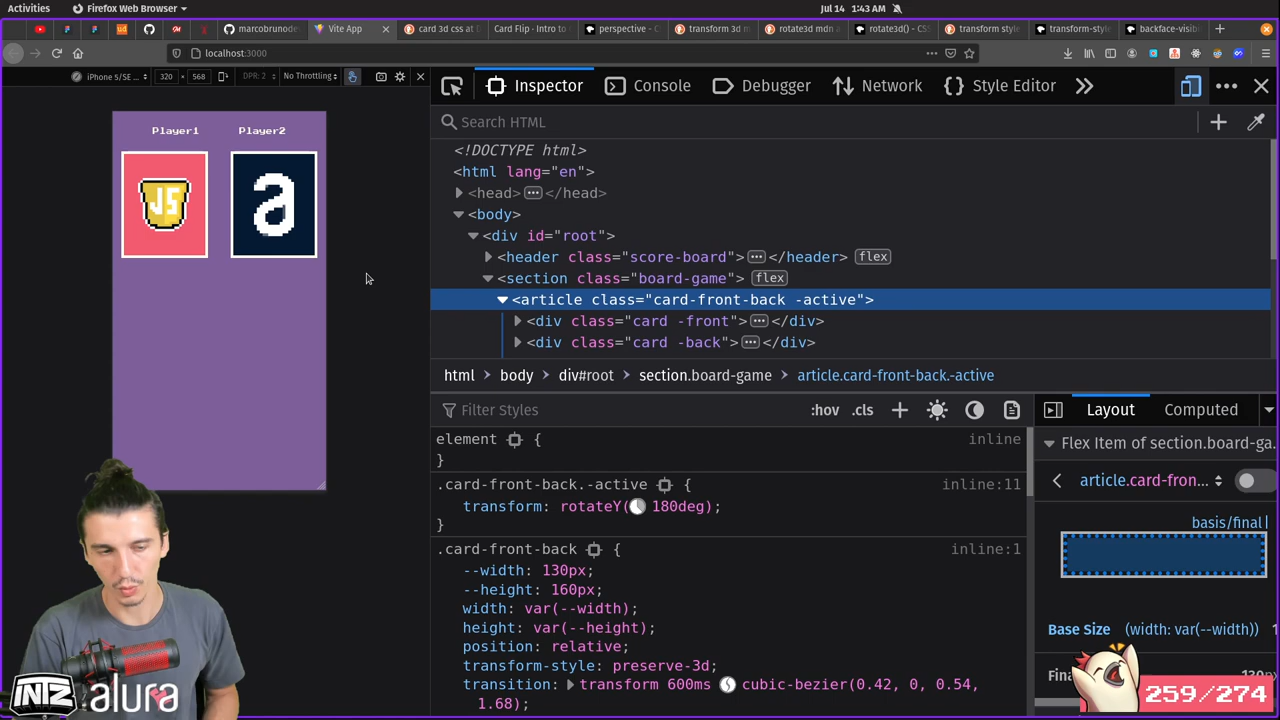 Activities
Firefox Web Browser
Jul 14 1:43 AM
marcobrunodev
Vite App
card 3d css at D
Card Flip - Intro to
perspective - C
transform 3d m
rotate3d mdn a
rotate3d() - CSS
transform style
transform-style
backface-visib
localhost:3000
iPhone 5/SE ...
320 × 568
DPR: 2
No Throttling
Player1
Player2
JS
a
Inspector
Console
Debugger
Network
{} Style Editor
Search HTML
<!DOCTYPE html>
<html lang="en">
<head> ••• </head>
<body>
<div id="root">
<header class="score-board"> ••• </header> flex
<section class="board-game"> flex
<article class="card-front-back -active">
<div class="card -front"> ••• </div>
<div class="card -back"> ••• </div>
html > body > div#root > section.board-game > article.card-front-back.-active
Filter Styles
:hov .cls
element {
inline
}
.card-front-back.-active {
inline:11
transform: rotateY( 180deg);
}
.card-front-back {
inline:1
--width: 130px;
--height: 160px;
width: var(--width);
height: var(--height);
position: relative;
transform-style: preserve-3d;
transition: transform 600ms cubic-bezier(0.42, 0, 0.54,
1.68);
Layout
Computed
Flex Item of section.board-ga...
article.card-fron...
basis/final
Base Size (width: var(--width))
INTZ alura
259/274